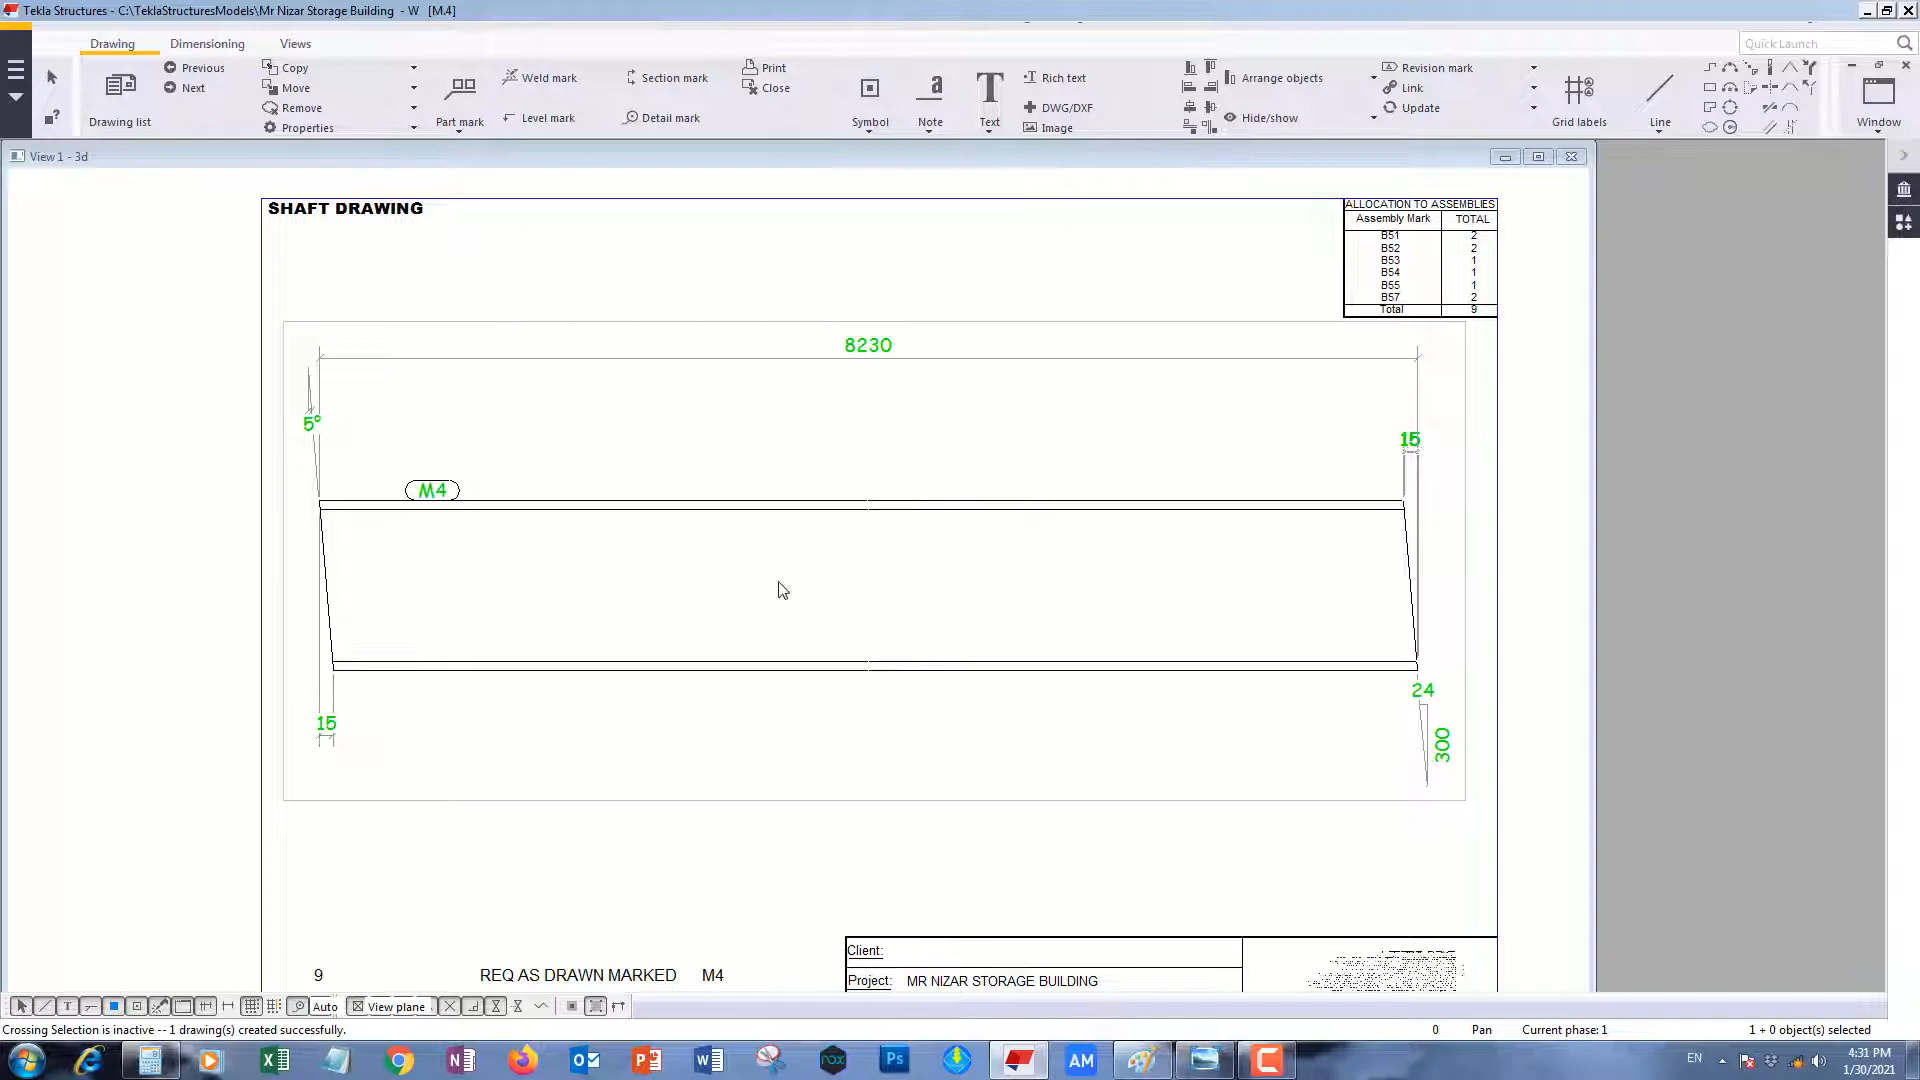 Tekla Structures - C:\TeklaStructuresModels\Mr Nizar Storage Building - W [M.4]
Drawing
Dimensioning
Views
Quick Launch
Drawing list
Previous
Next
Copy
Move
Remove
Properties
Part mark
Weld mark
Level mark
Section mark
Detail mark
Print
Close
Symbol
Note
Text
Rich text
DWG/DXF
Image
Arrange objects
Hide/show
Revision mark
Link
Update
Grid labels
Line
Window
View 1 - 3d
SHAFT DRAWING
ALLOCATION TO ASSEMBLIES
Assembly Mark TOTAL
B51 2
B52 2
B53 1
B54 1
B55 1
B57 2
Total 9
8230
5°
15
M4
24
15
300
Client:
9 REQ AS DRAWN MARKED M4
Project: MR NIZAR STORAGE BUILDING
Auto
View plane
Crossing Selection is inactive -- 1 drawing(s) created successfully.
0
Pan
Current phase: 1
1 + 0 object(s) selected
EN
4:31 PM
1/30/2021